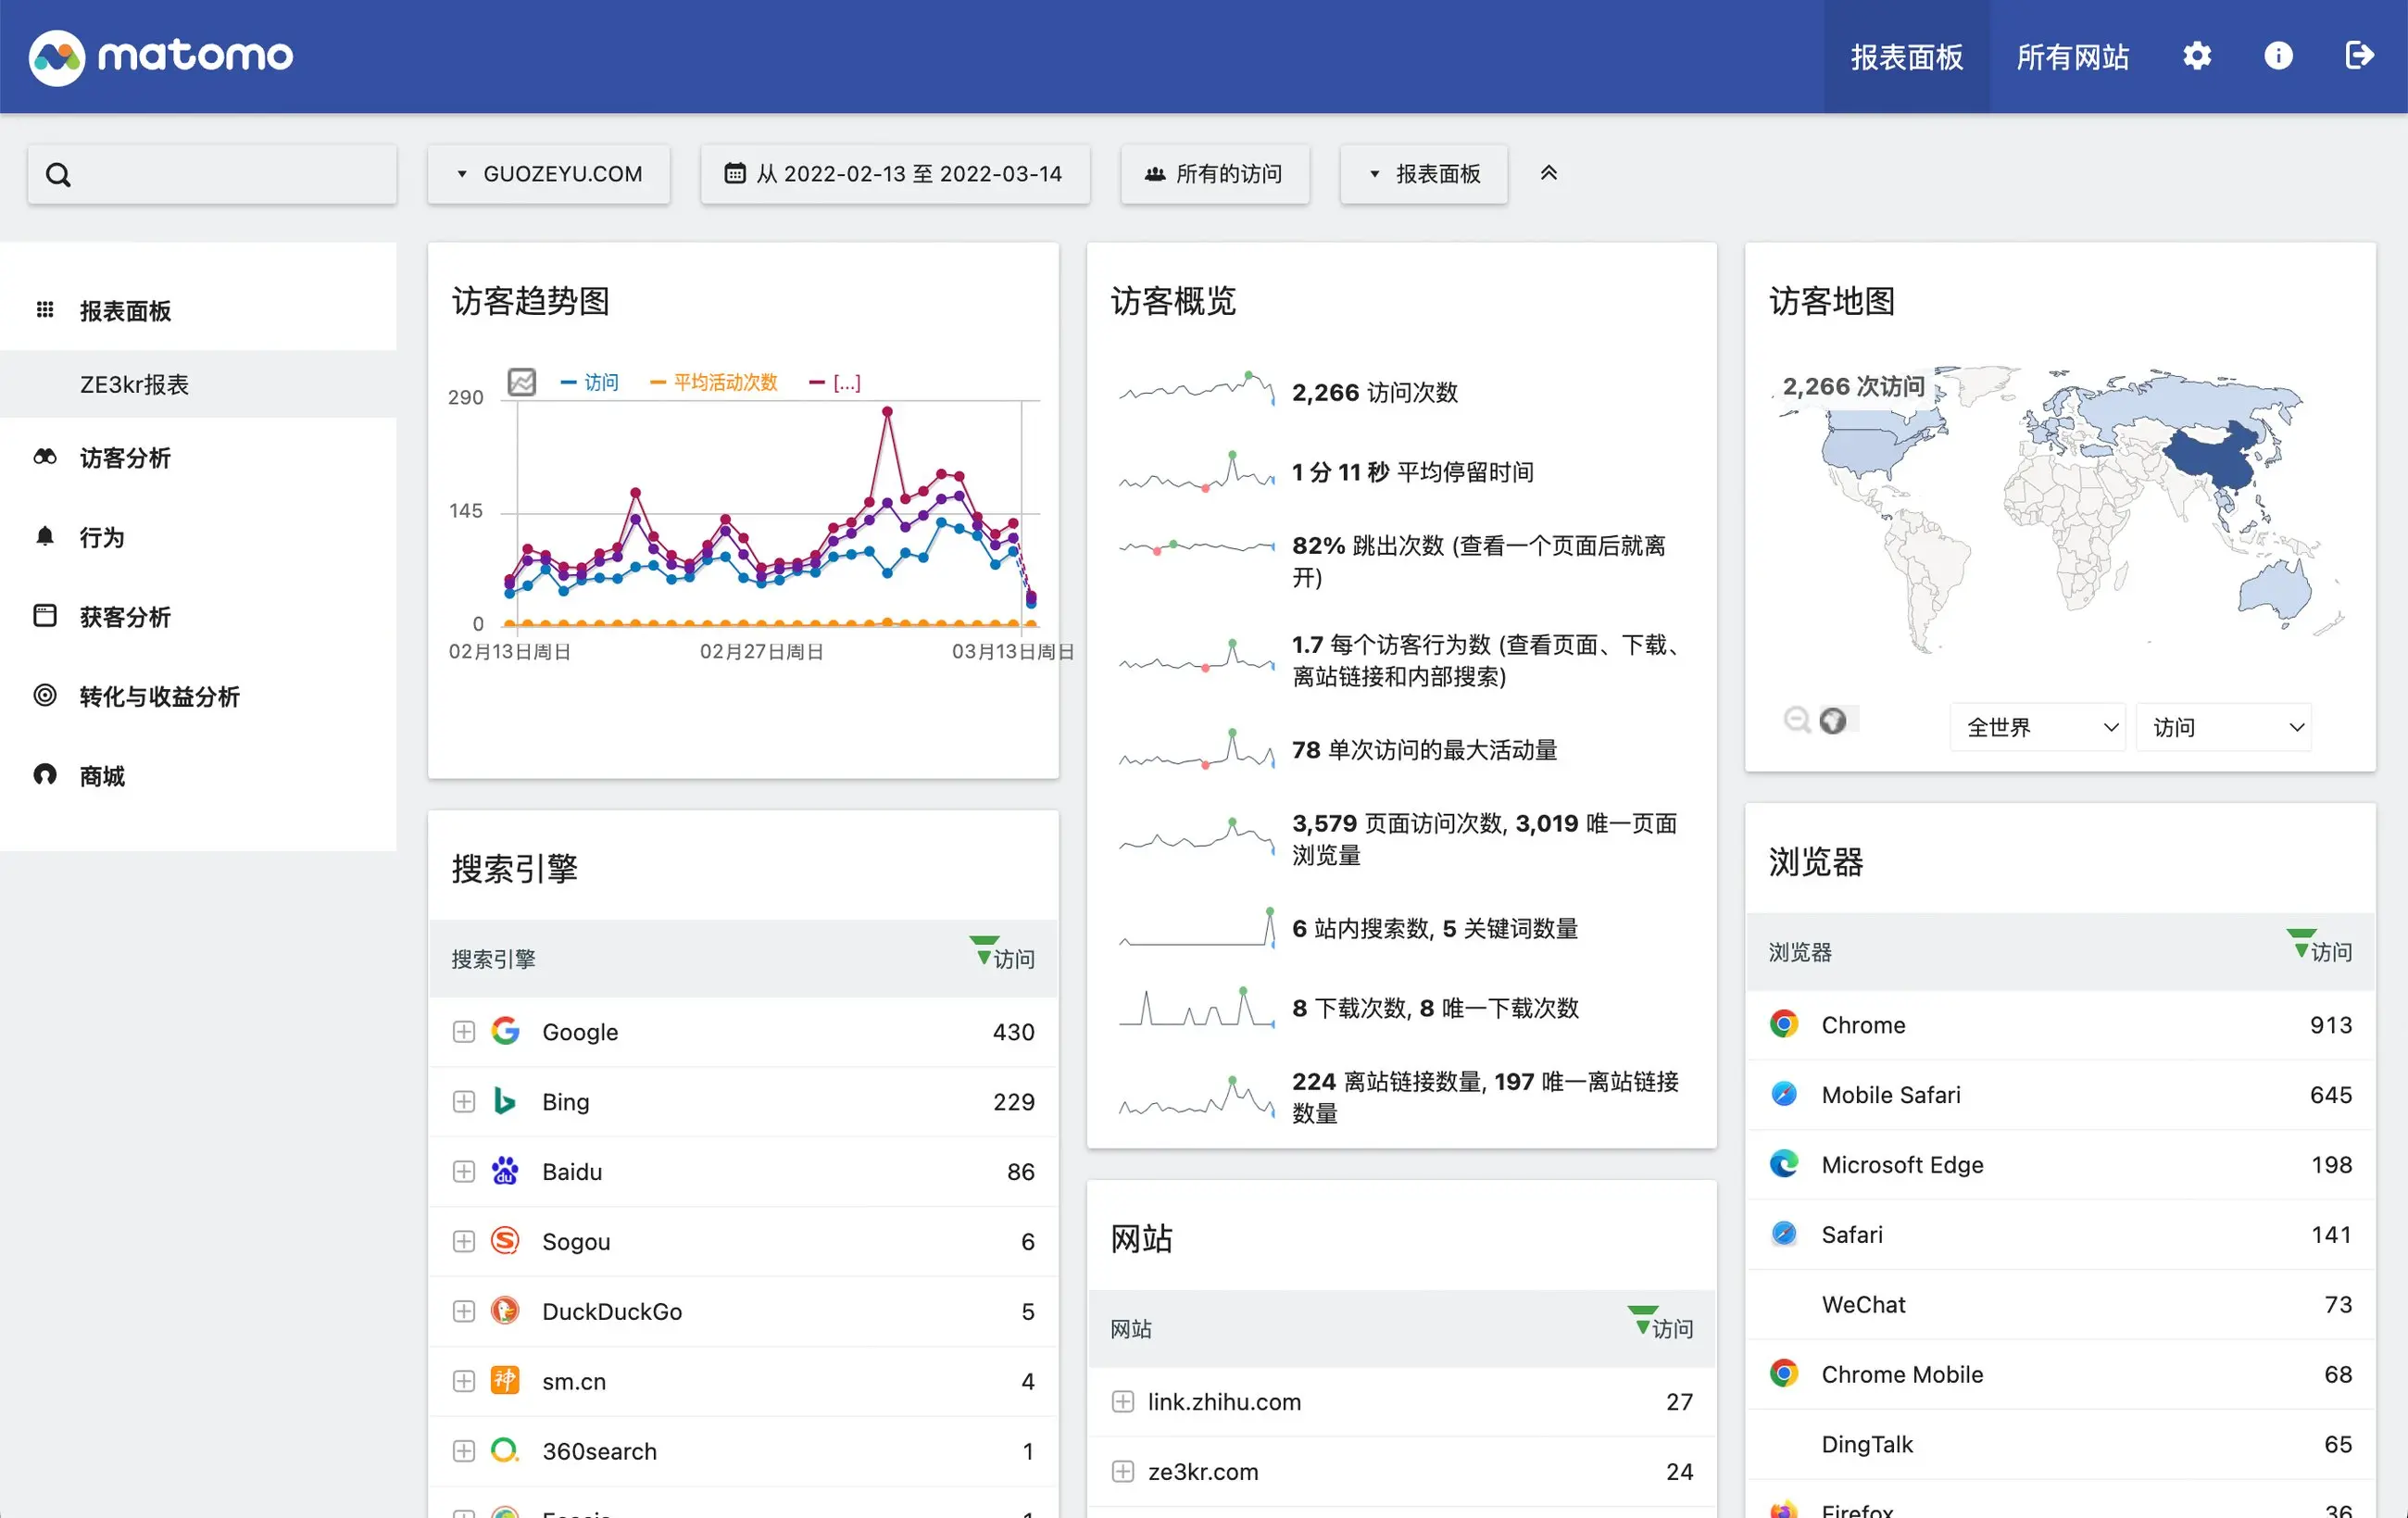 matomo
报表面板
所有网站
GUOZEYU.COM
从 2022-02-13 至 2022-03-14
所有的访问
报表面板
报表面板
ZE3kr报表
访客分析
行为
获客分析
转化与收益分析
商城
访客趋势图
访问
平均活动次数
[...]
290
145
0
02月13日周日
02月27日周日
03月13日周日
搜索引擎
搜索引擎
访问
Google
430
Bing
229
Baidu
86
Sogou
6
DuckDuckGo
5
sm.cn
4
360search
1
访客概览
2,266 访问次数
1 分 11 秒 平均停留时间
82% 跳出次数 (查看一个页面后就离
开)
1.7 每个访客行为数 (查看页面、下载、
离站链接和内部搜索)
78 单次访问的最大活动量
3,579 页面访问次数, 3,019 唯一页面
浏览量
6 站内搜索数, 5 关键词数量
8 下载次数, 8 唯一下载次数
224 离站链接数量, 197 唯一离站链接
数量
网站
网站
访问
link.zhihu.com
27
ze3kr.com
24
访客地图
2,266 次访问
全世界
访问
浏览器
浏览器
访问
Chrome
913
Mobile Safari
645
Microsoft Edge
198
Safari
141
WeChat
73
Chrome Mobile
68
DingTalk
65
Firefox
36